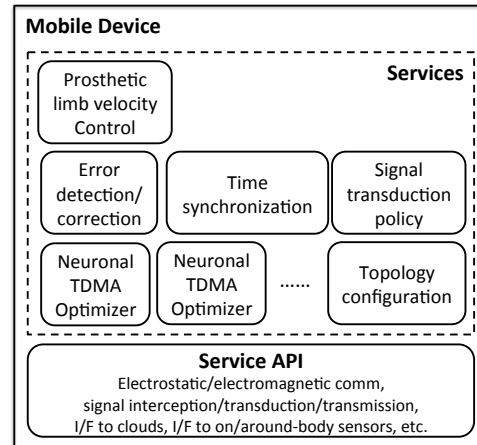 Mobile Device
Services
Prosthetic
limb velocity
Control
Error
detection/
correction
Time
synchronization
Signal
transduction
policy
Neuronal
TDMA
Optimizer
Neuronal
TDMA
Optimizer
......
Topology
configuration
Service API
Electrostatic/electromagnetic comm,
signal interception/transduction/transmission,
I/F to clouds, I/F to on/around-body sensors, etc.